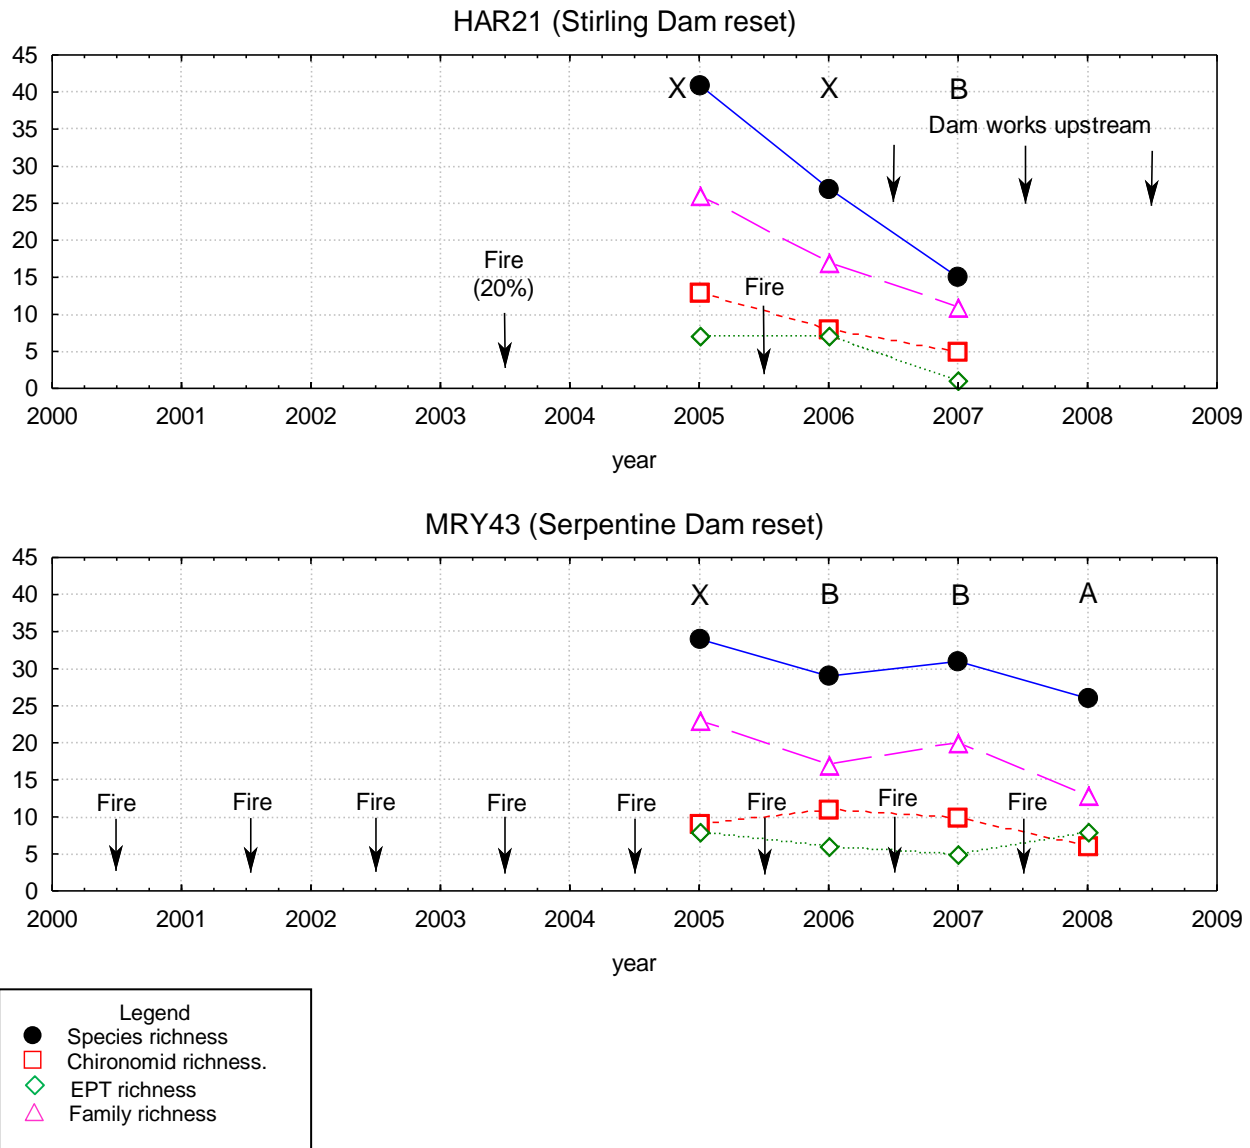 HAR21 (Stirling Dam reset)
45
40
35
30
25
20
15
10
5
0
X X B
Dam works upstream
Fire
(20%)
Fire
2000 2001 2002 2003 2004 2005 2006 2007 2008 2009
year
MRY43 (Serpentine Dam reset)
45
40
35
30
25
20
15
10
5
0
X B B A
Fire Fire Fire Fire Fire Fire Fire Fire
2000 2001 2002 2003 2004 2005 2006 2007 2008 2009
year
Legend
Species richness
Chironomid richness.
EPT richness
Family richness